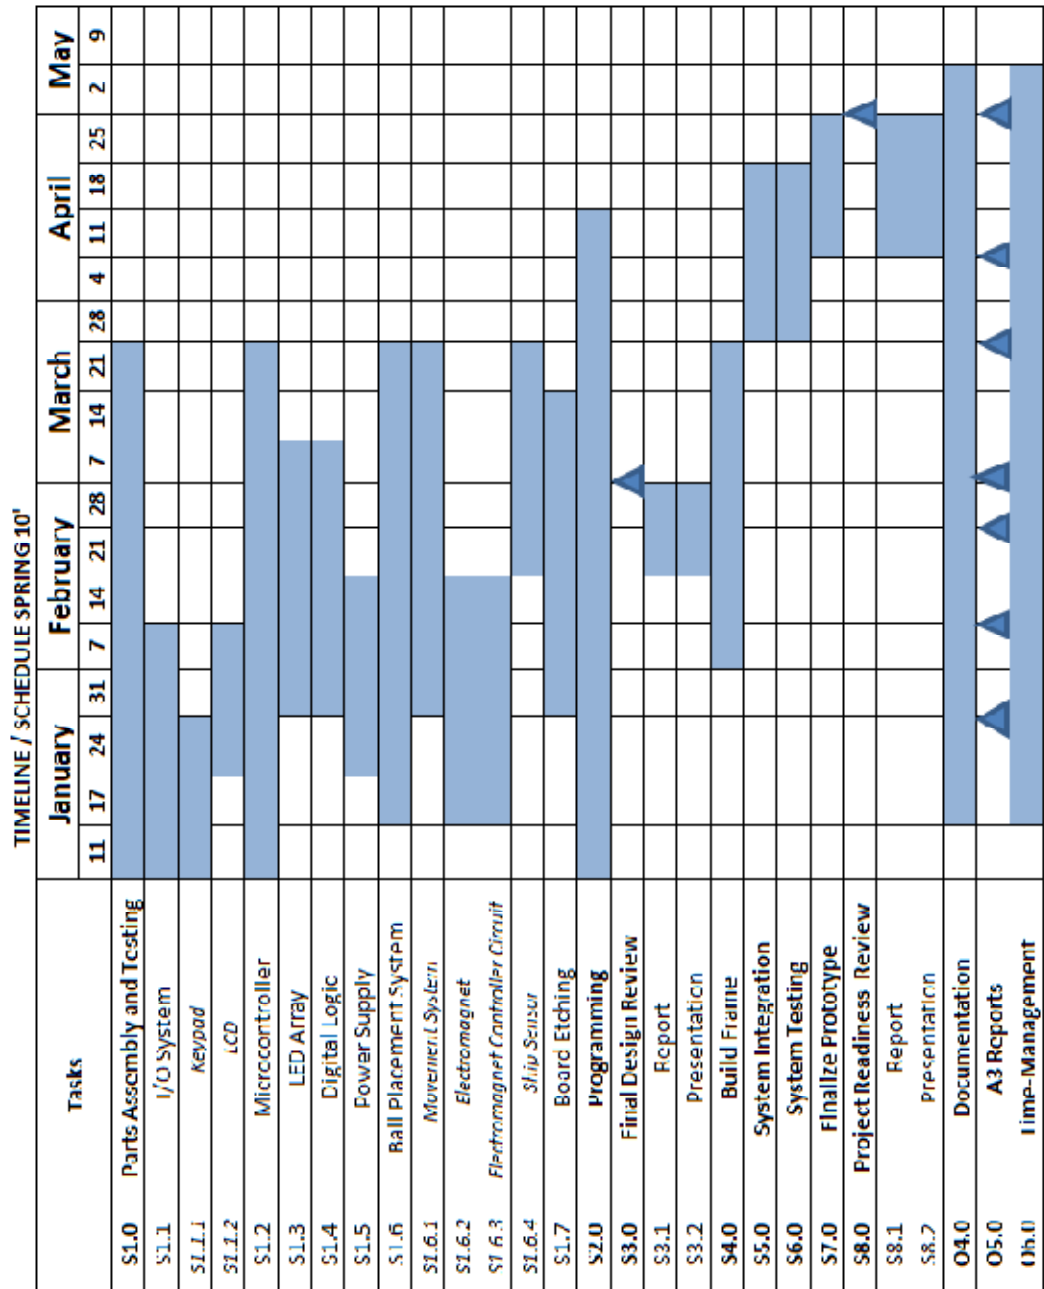 TIMELINE / SCHEDULE SPRING 10'
Tasks January February March April May
11 17 24 31 7 14 21 28 7 14 21 28 4 11 18 25 2 9
S1.0 Parts Assembly and Testing
S1.1 I/O System
S1.1.1 Keypad
S1.1.2 LCD
S1.2 Microcontroller
S1.3 LED Array
S1.4 Digital Logic
S1.5 Power Supply
S1.6 Ball Placement System
S1.6.1 Movement System
S1.6.2 Electromagnet
S1.6.3 Electromagnet Controller Circuit
S1.6.4 Strip Sensor
S1.7 Board Etching
S2.0 Programming
S3.0 Final Design Review
S3.1 Report
S3.2 Presentation
S4.0 Build Frame
S5.0 System Integration
S6.0 System Testing
S7.0 Finalize Prototype
S8.0 Project Readiness Review
S8.1 Report
S8.2 Presentation
O4.0 Documentation
O5.0 A3 Reports
O6.0 Time-Management